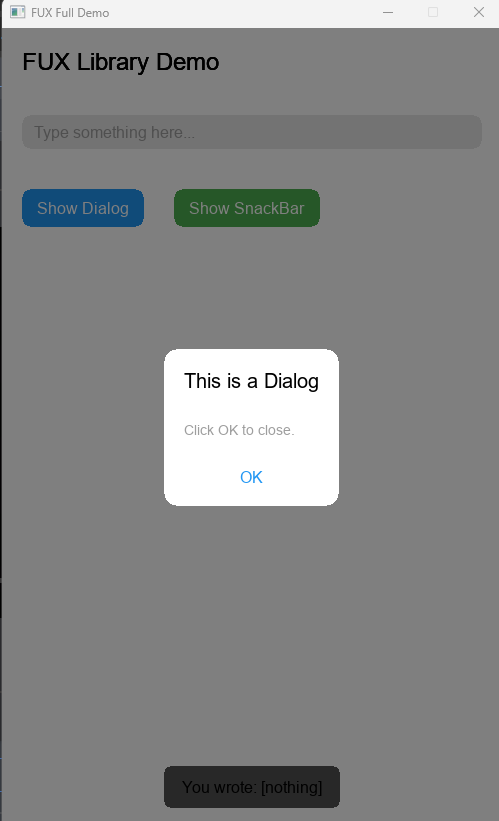 FUX Full Demo
FUX Library Demo
Type something here...
Show Dialog
Show SnackBar
This is a Dialog
Click OK to close.
OK
You wrote: [nothing]